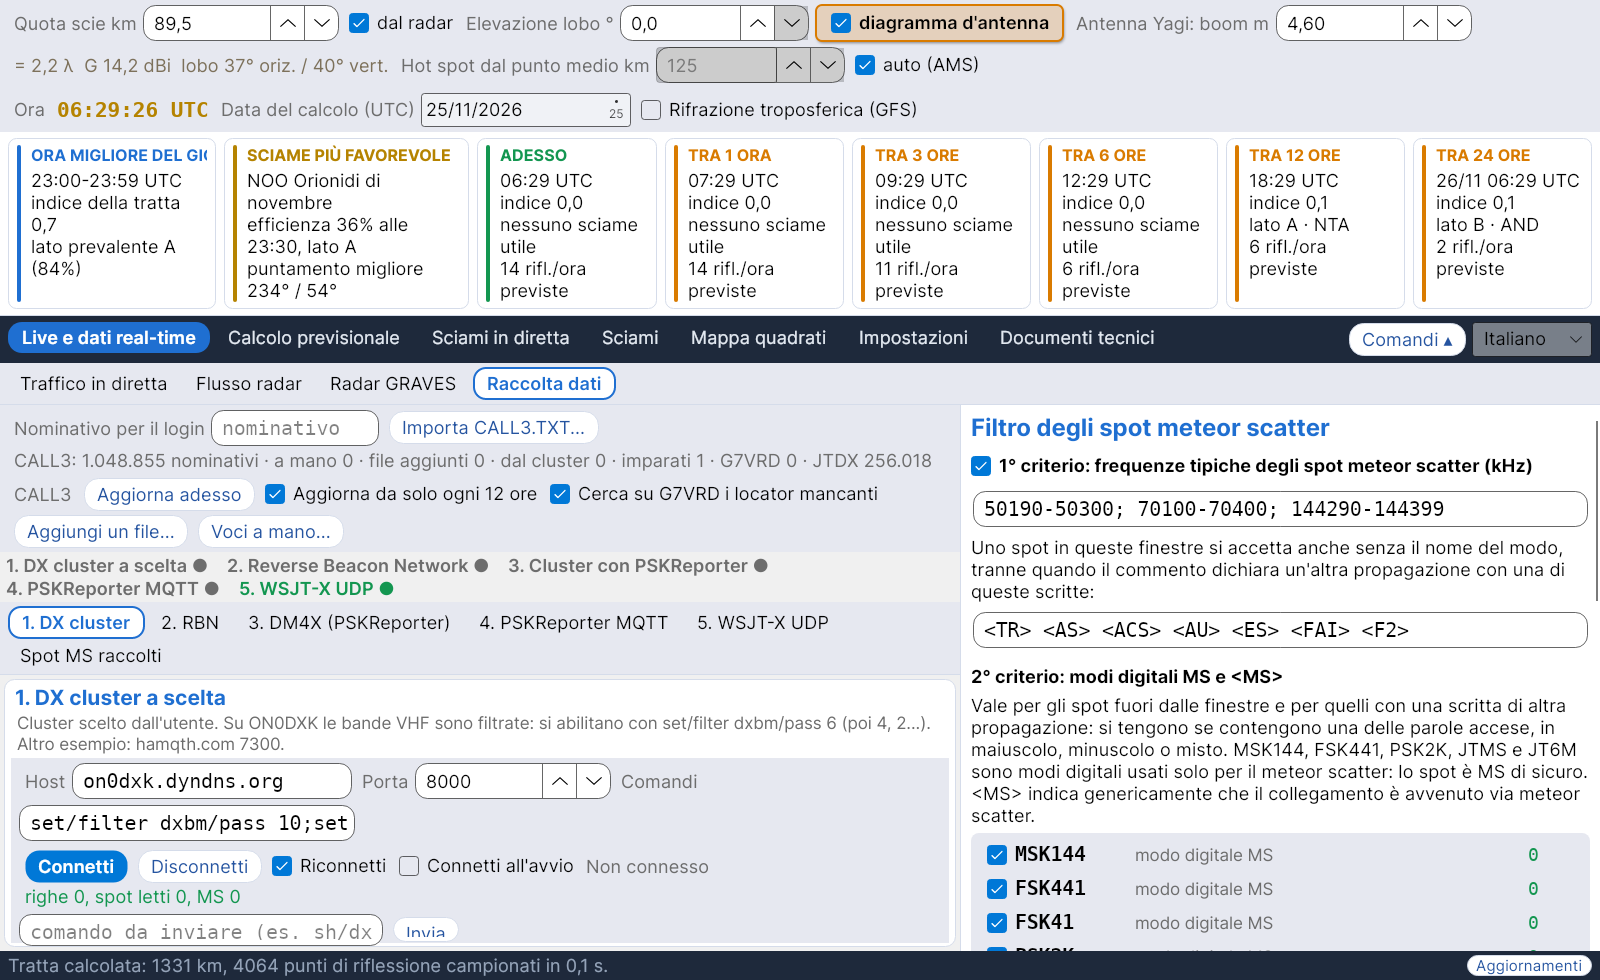 Quota scie km 89,5 dal radar Elevazione lobo ° 0,0 diagramma d'antenna Antenna Yagi: boom m 4,60
= 2,2 λ G 14,2 dBi lobo 37° oriz. / 40° vert. Hot spot dal punto medio km 125 auto (AMS)
Ora 06:29:26 UTC Data del calcolo (UTC) 25/11/2026 25 Rifrazione troposferica (GFS)
ORA MIGLIORE DEL GIO
23:00-23:59 UTC
indice della tratta
0,7
lato prevalente A
(84%)
SCIAME PIÙ FAVOREVOLE
NOO Orionidi di
novembre
efficienza 36% alle
23:30, lato A
puntamento migliore
234° / 54°
ADESSO
06:29 UTC
indice 0,0
nessuno sciame
utile
14 rifl./ora
previste
TRA 1 ORA
07:29 UTC
indice 0,0
nessuno sciame
utile
14 rifl./ora
previste
TRA 3 ORE
09:29 UTC
indice 0,0
nessuno sciame
utile
11 rifl./ora
previste
TRA 6 ORE
12:29 UTC
indice 0,0
nessuno sciame
utile
6 rifl./ora
previste
TRA 12 ORE
18:29 UTC
indice 0,1
lato A · NTA
6 rifl./ora
previste
TRA 24 ORE
26/11 06:29 UTC
indice 0,1
lato B · AND
2 rifl./ora
previste
Live e dati real-time Calcolo previsionale Sciami in diretta Sciami Mappa quadrati Impostazioni Documenti tecnici Comandi ▴ Italiano
Traffico in diretta Flusso radar Radar GRAVES Raccolta dati
Nominativo per il login nominativo Importa CALL3.TXT...
CALL3: 1.048.855 nominativi · a mano 0 · file aggiunti 0 · dal cluster 0 · imparati 1 · G7VRD 0 · JTDX 256.018
CALL3 Aggiorna adesso Aggiorna da solo ogni 12 ore Cerca su G7VRD i locator mancanti
Aggiungi un file... Voci a mano...
1. DX cluster a scelta ● 2. Reverse Beacon Network ● 3. Cluster con PSKReporter ●
4. PSKReporter MQTT ● 5. WSJT-X UDP ●
1. DX cluster 2. RBN 3. DM4X (PSKReporter) 4. PSKReporter MQTT 5. WSJT-X UDP
Spot MS raccolti
1. DX cluster a scelta
Cluster scelto dall'utente. Su ON0DXK le bande VHF sono filtrate: si abilitano con set/filter dxbm/pass 6 (poi 4, 2...).
Altro esempio: hamqth.com 7300.
Host on0dxk.dyndns.org Porta 8000 Comandi
set/filter dxbm/pass 10;set
Connetti Disconnetti Riconnetti Connetti all'avvio Non connesso
righe 0, spot letti 0, MS 0
comando da inviare (es. sh/dx Invia
Filtro degli spot meteor scatter
1° criterio: frequenze tipiche degli spot meteor scatter (kHz)
50190-50300; 70100-70400; 144290-144399
Uno spot in queste finestre si accetta anche senza il nome del modo,
tranne quando il commento dichiara un'altra propagazione con una di
queste scritte:
<TR> <AS> <ACS> <AU> <ES> <FAI> <F2>
2° criterio: modi digitali MS e <MS>
Vale per gli spot fuori dalle finestre e per quelli con una scritta di altra
propagazione: si tengono se contengono una delle parole accese, in
maiuscolo, minuscolo o misto. MSK144, FSK441, PSK2K, JTMS e JT6M
sono modi digitali usati solo per il meteor scatter: lo spot è MS di sicuro.
<MS> indica genericamente che il collegamento è avvenuto via meteor
scatter.
MSK144 modo digitale MS 0
FSK441 modo digitale MS 0
FSK41 modo digitale MS 0
Tratta calcolata: 1331 km, 4064 punti di riflessione campionati in 0,1 s. Aggiornamenti